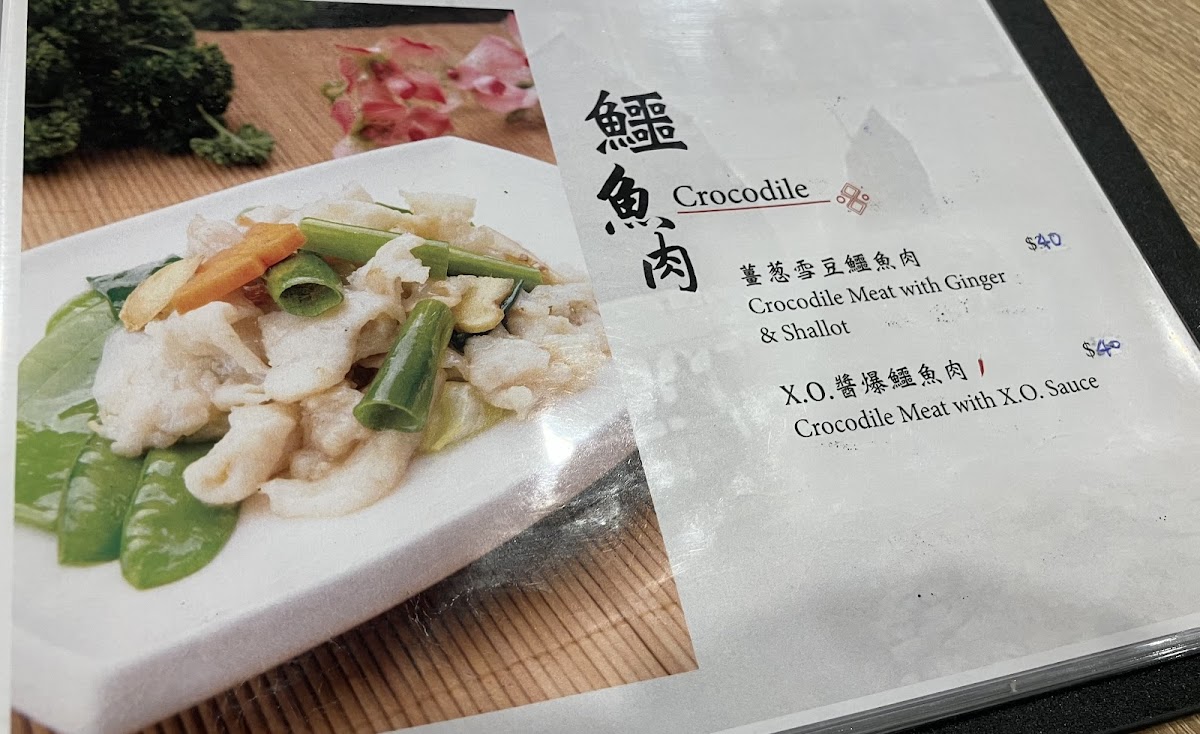 鱷魚肉
Crocodile
薑葱雪豆鱷魚肉 $40
Crocodile Meat with Ginger
& Shallot
X.O.醬爆鱷魚肉 $40
Crocodile Meat with X.O. Sauce